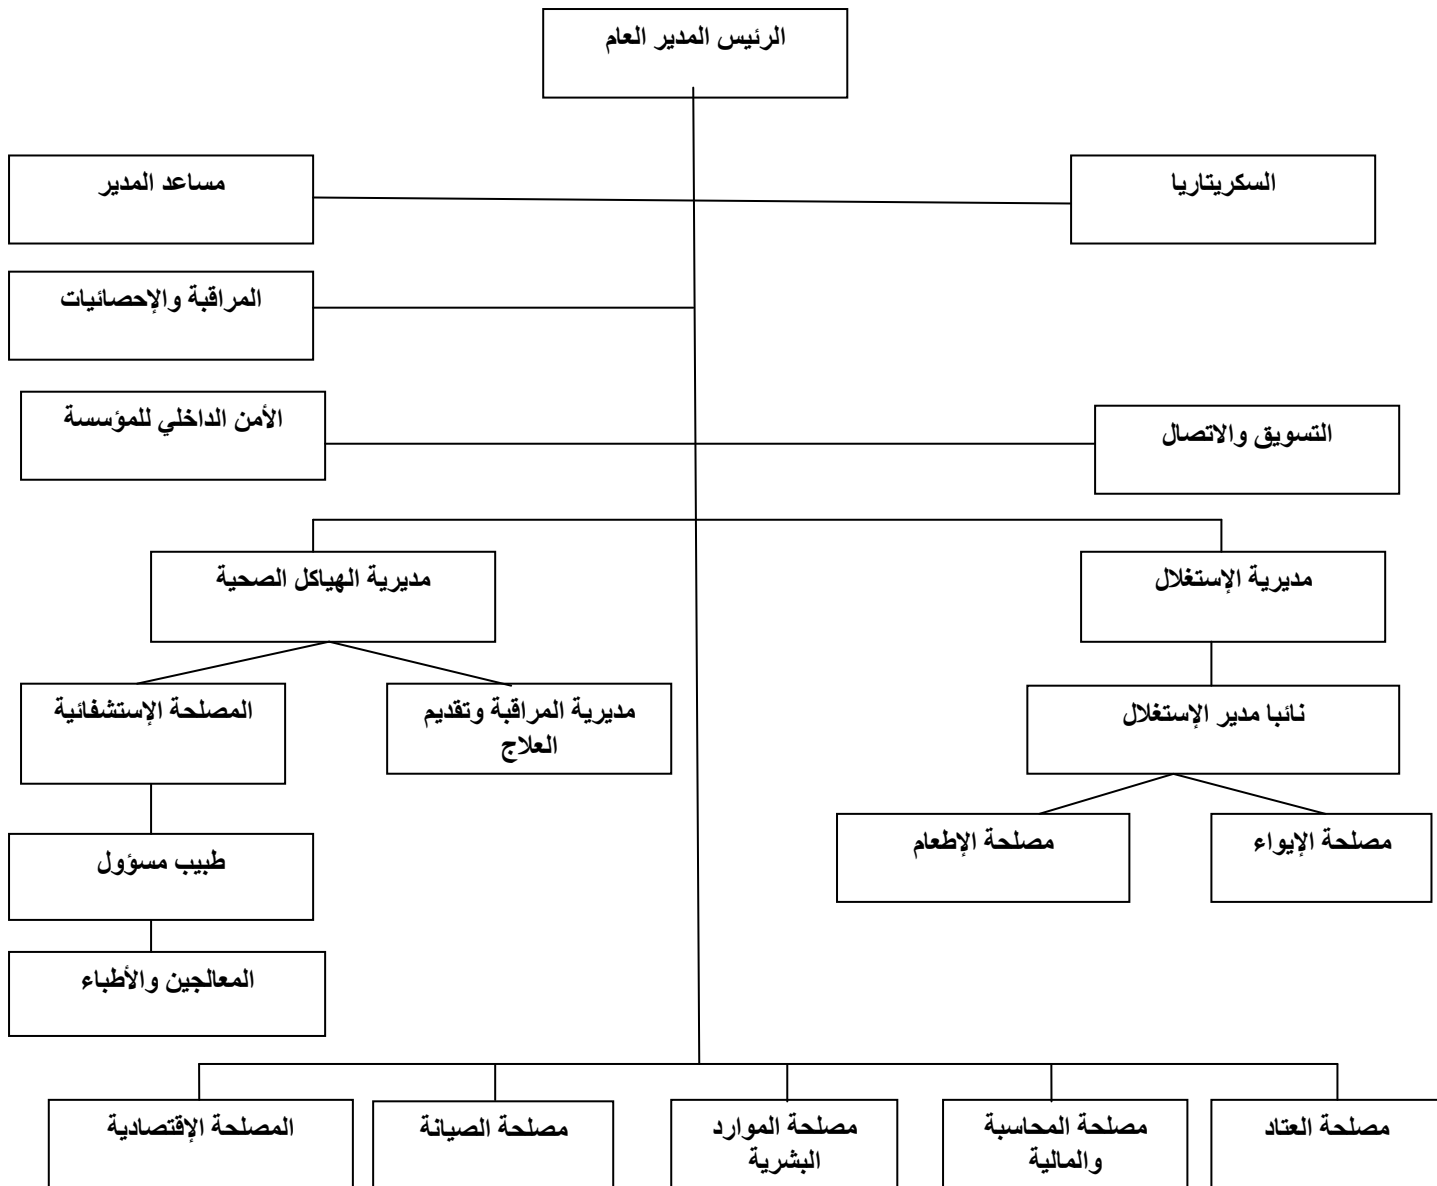 الرئيس المدير العام
السكريتاريا
مساعد المدير
المراقبة والإحصائيات
التسويق والاتصال
الأمن الداخلي للمؤسسة
مديرية الإستغلال
مديرية الهياكل الصحية
نائبا مدير الإستغلال
مديرية المراقبة وتقديم
العلاج
المصلحة الإستشفائية
مصلحة الإيواء
مصلحة الإطعام
طبيب مسؤول
المعالجين والأطباء
مصلحة العتاد
مصلحة المحاسبة
والمالية
مصلحة الموارد
البشرية
مصلحة الصيانة
المصلحة الإقتصادية